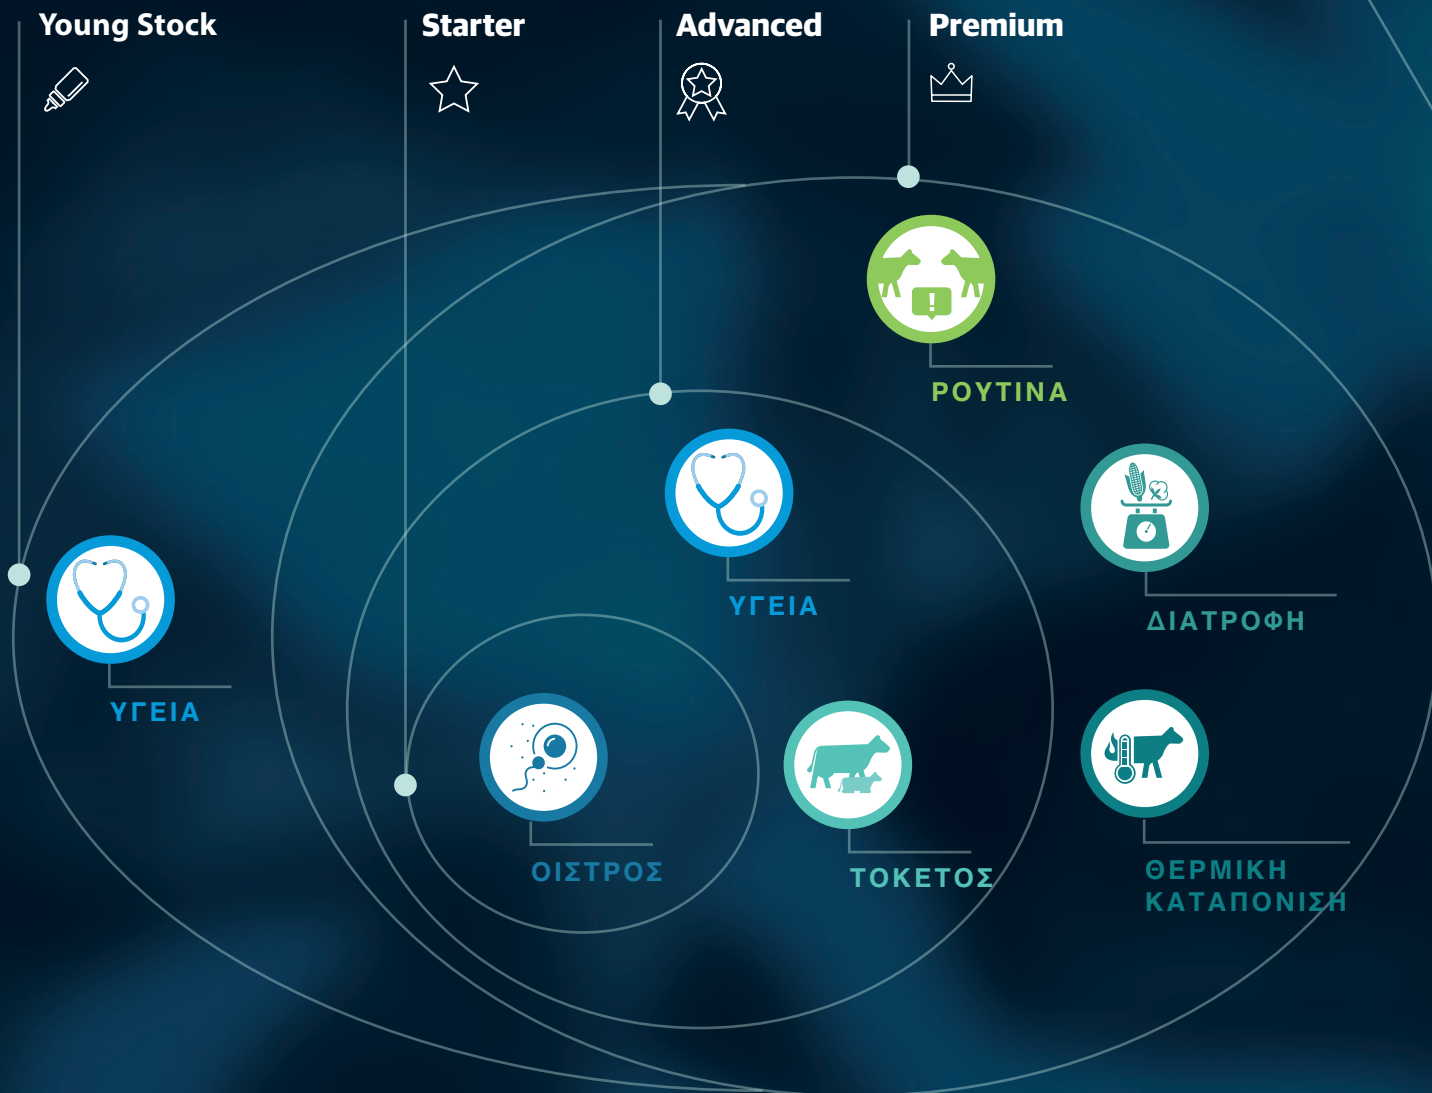 Young Stock
Starter
Advanced
Premium
ΡΟΥΤΙΝΑ
ΥΓΕΙΑ
ΔΙΑΤΡΟΦΗ
ΥΓΕΙΑ
ΟΙΣΤΡΟΣ
ΤΟΚΕΤΟΣ
ΘΕΡΜΙΚΗ
ΚΑΤΑΠΟΝΙΣΗ